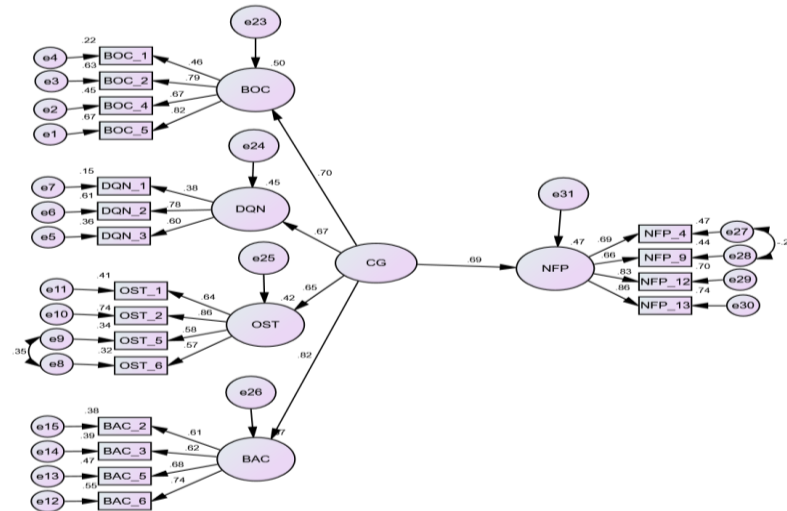 e23
.22
e4
BOC_1
.46
.50
.63
e3
BOC_2
.79
BOC
.45
e2
BOC_4
.67
.67
e1
BOC_5
.82
e24
.70
.15
e7
DQN_1
.38
.45
.61
e6
DQN_2
.78
DQN
.36
e5
DQN_3
.60
.67
e31
e25
.47
NFP_4
e27
.69
.44
.47
NFP_9
e28
.66
.70
CG
.69
NFP
.83
NFP_12
e29
.74
.86
NFP_13
e30
.41
e11
OST_1
.64
.65
.42
.74
e10
OST_2
.86
OST
.34
e9
OST_5
.58
.35
.32
e8
OST_6
.57
.82
e26
.38
e15
BAC_2
.61
.39
e14
BAC_3
.62
BAC
.47
e13
BAC_5
.68
.55
e12
BAC_6
.74